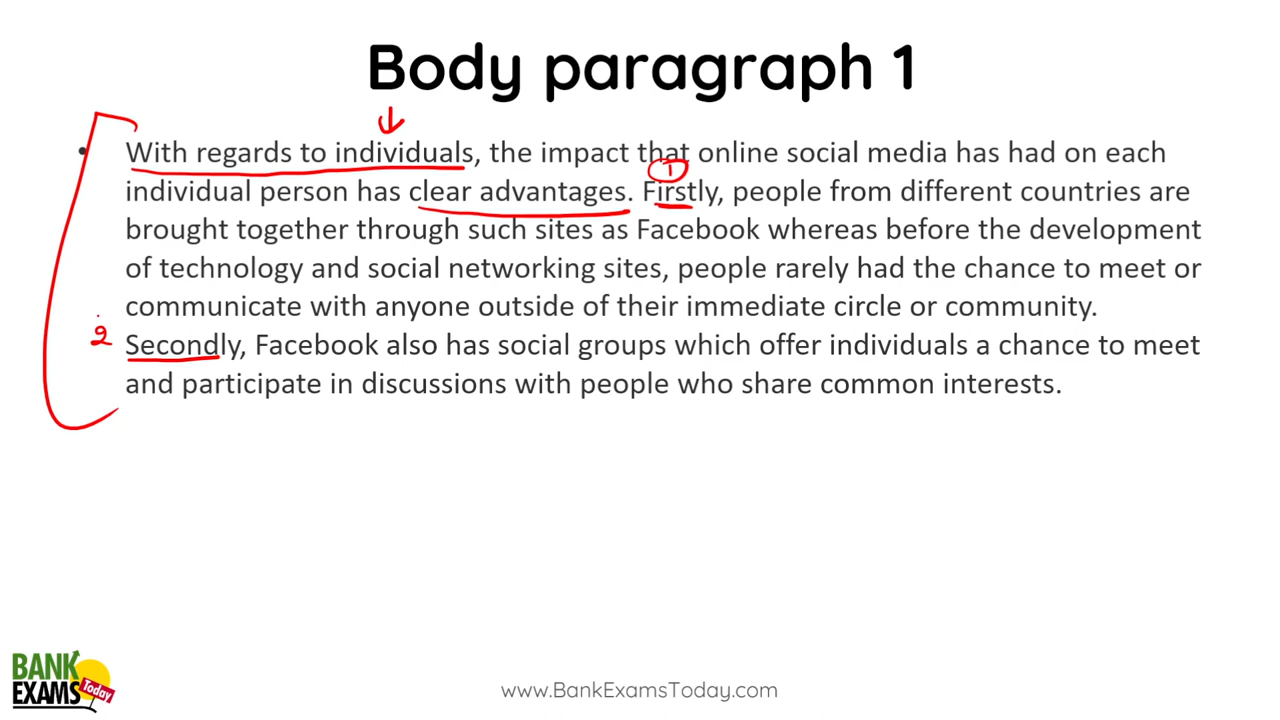 Body paragraph 1
• With regards to individuals, the impact that online social media has had on each
1
individual person has clear advantages. Firstly, people from different countries are
brought together through such sites as Facebook whereas before the development
of technology and social networking sites, people rarely had the chance to meet or
communicate with anyone outside of their immediate circle or community.
2
Secondly, Facebook also has social groups which offer individuals a chance to meet
and participate in discussions with people who share common interests.
BANK
EXAMS Today
www.BankExamsToday.com